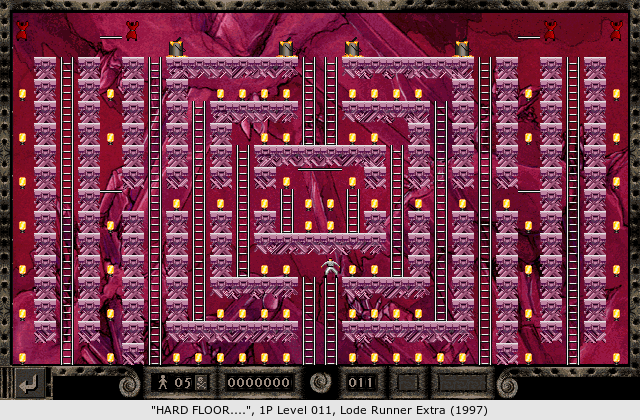 05 0000000 011
"HARD FLOOR....", 1P Level 011, Lode Runner Extra (1997)